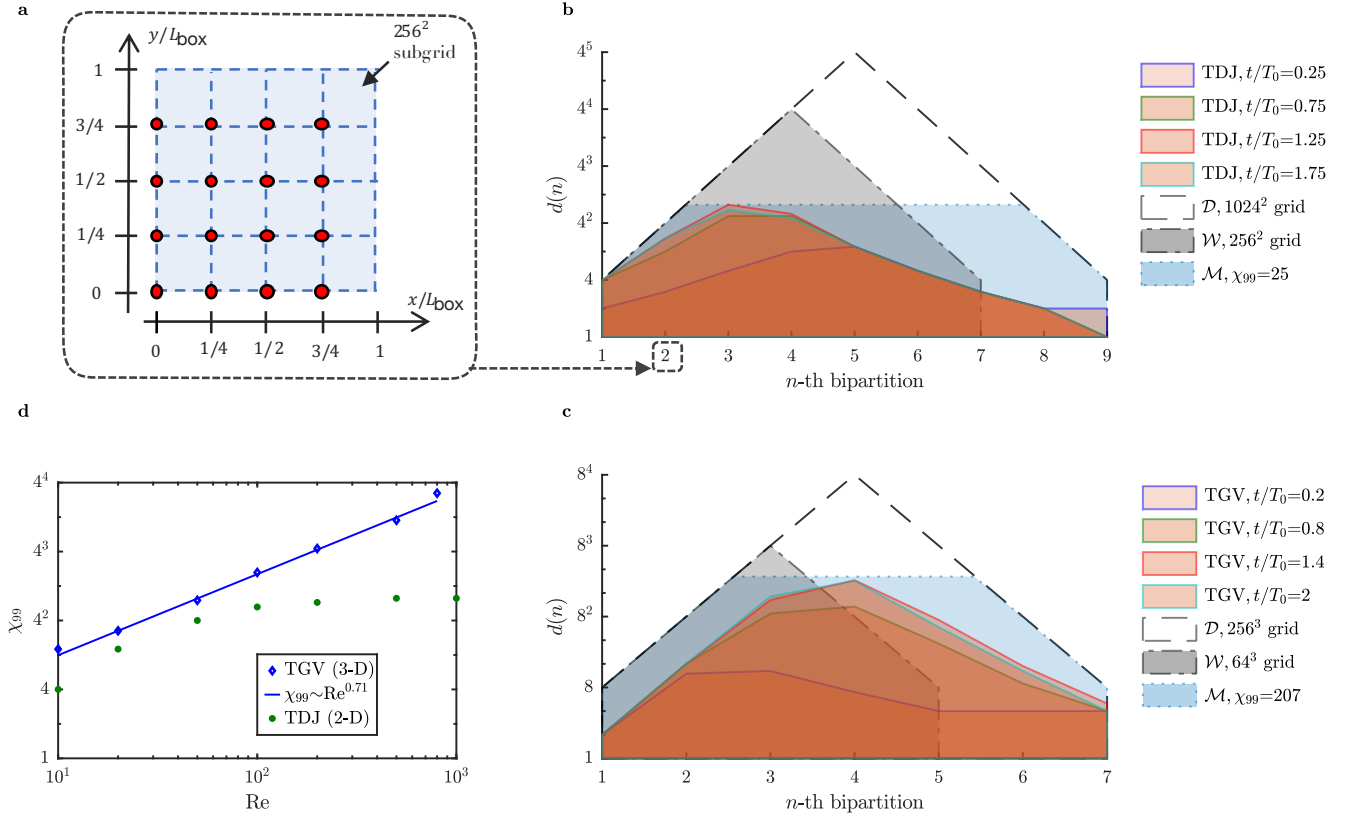 a
y/L_box
256² subgrid
1
3/4
1/2
1/4
0
x/L_box
0 1/4 1/2 3/4 1
b
d(n)
4⁵
4⁴
4³
4²
4
1
1 2 3 4 5 6 7 8 9
n-th bipartition
TDJ, t/T₀=0.25
TDJ, t/T₀=0.75
TDJ, t/T₀=1.25
TDJ, t/T₀=1.75
𝒟, 1024² grid
𝒲, 256² grid
ℳ, χ₉₉=25
d
χ₉₉
4⁴
4³
4²
4
1
10¹ 10² 10³
Re
TGV (3-D)
χ₉₉~Re^0.71
TDJ (2-D)
c
d(n)
8⁴
8³
8²
8
1
1 2 3 4 5 6 7
n-th bipartition
TGV, t/T₀=0.2
TGV, t/T₀=0.8
TGV, t/T₀=1.4
TGV, t/T₀=2
𝒟, 256³ grid
𝒲, 64³ grid
ℳ, χ₉₉=207